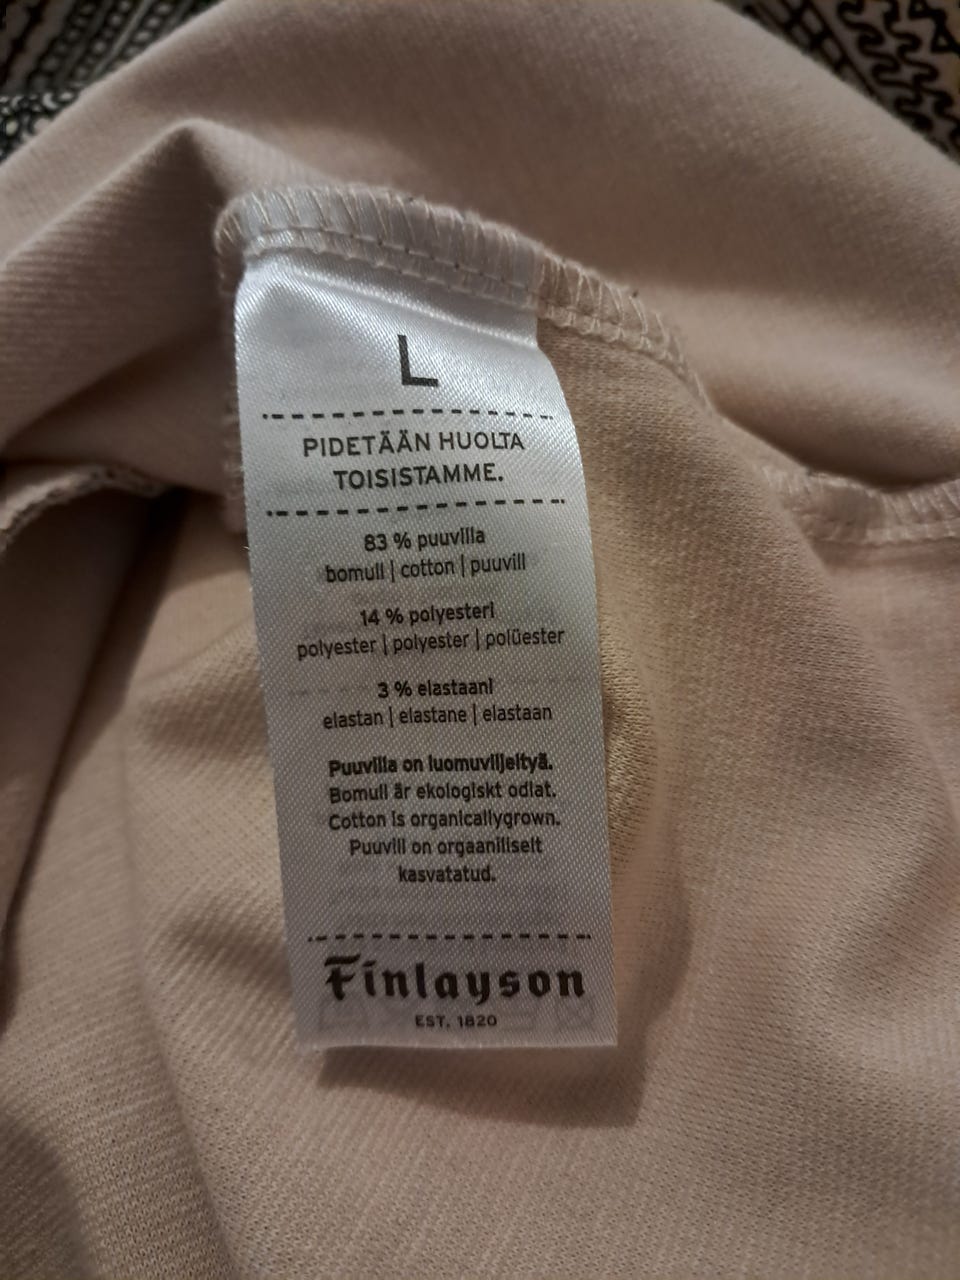 L
PIDETÄÄN HUOLTA
TOISISTAMME.
83 % puuvilla
bomull | cotton | puuvill
14 % polyesteri
polyester | polyester | polüester
3 % elastaani
elastan | elastane | elastaan
Puuvilla on luomuviljeltyä.
Bomull är ekologiskt odlat.
Cotton is organicallygrown.
Puuvill on orgaaniliselt
kasvatatud.
Finlayson
EST. 1820